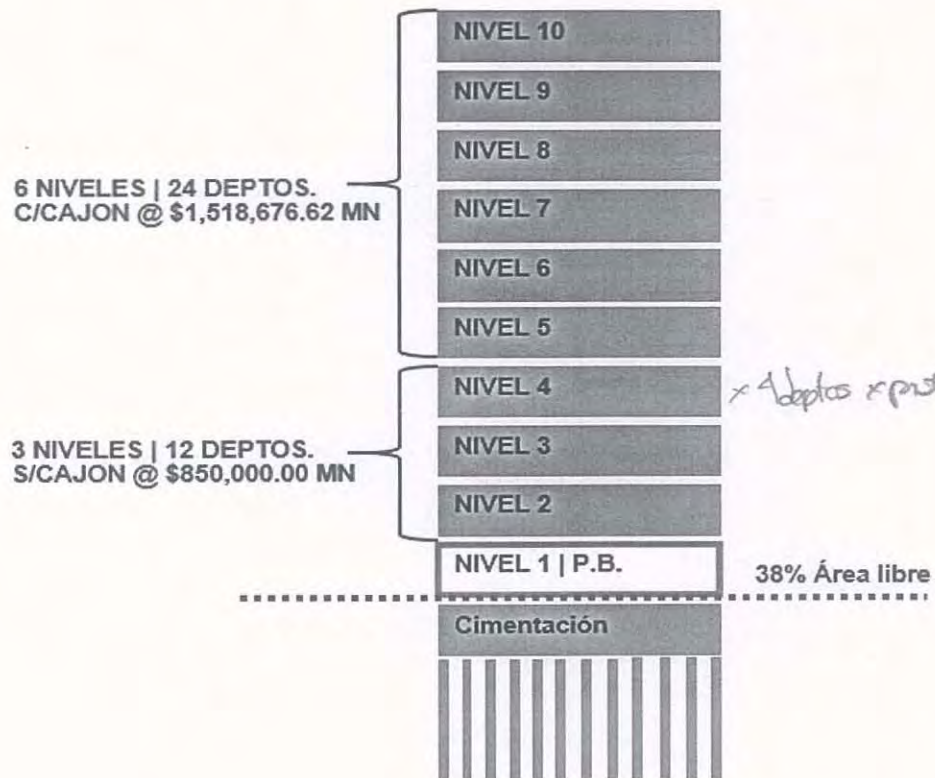 NIVEL 10
NIVEL 9
NIVEL 8
6 NIVELES | 24 DEPTOS.
C/CAJON @ $1,518,676.62 MN
NIVEL 7
NIVEL 6
NIVEL 5
NIVEL 4
x 4 deptos x
3 NIVELES | 12 DEPTOS.
S/CAJON @ $850,000.00 MN
NIVEL 3
NIVEL 2
NIVEL 1 | P.B.
38% Área libre
Cimentación